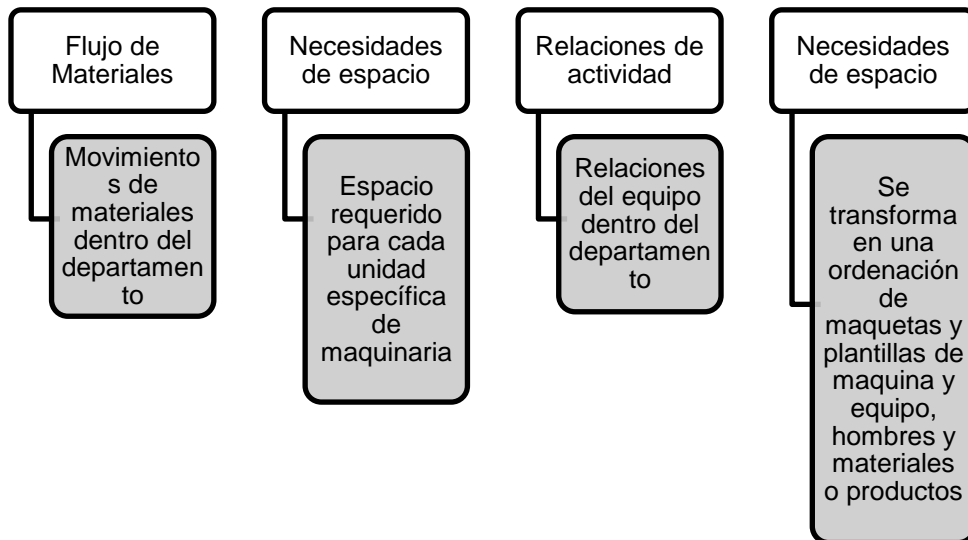 Flujo de
Materiales
Movimiento
s de
materiales
dentro del
departamen
to
Necesidades
de espacio
Espacio
requerido
para cada
unidad
específica
de
maquinaria
Relaciones de
actividad
Relaciones
del equipo
dentro del
departamen
to
Necesidades
de espacio
Se
transforma
en una
ordenación
de
maquetas y
plantillas de
maquina y
equipo,
hombres y
materiales
o productos